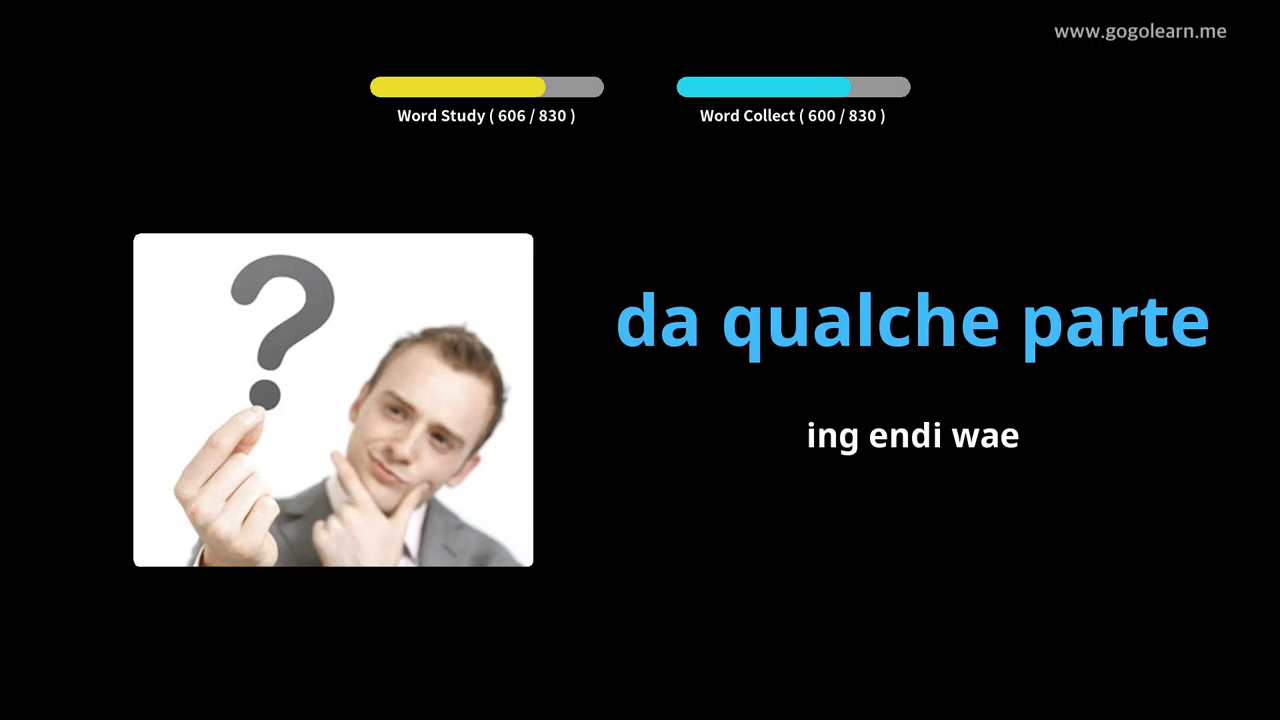 www.gogolearn.me
Word Study ( 606 / 830 )
Word Collect ( 600 / 830 )
da qualche parte
ing endi wae